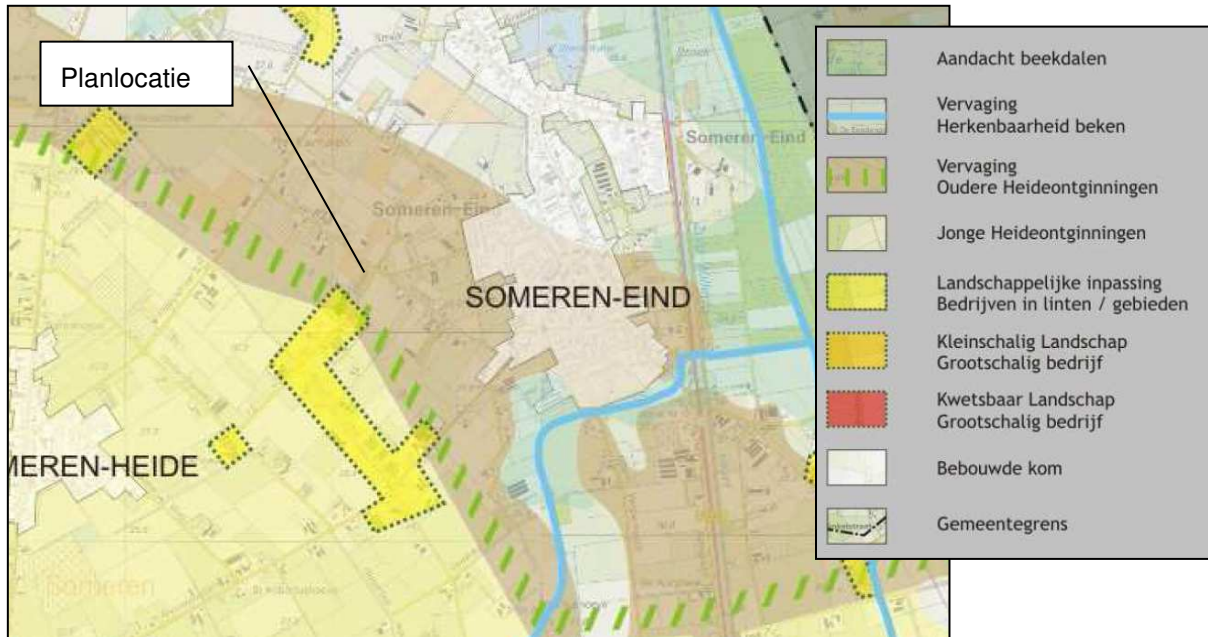 Planlocatie
Someren-Eind
Someren-Eind
SOMEREN-EIND
MEREN-HEIDE
Someren
Aandacht beekdalen
Vervaging
Herkenbaarheid beken
Vervaging
Oudere Heideontginningen
Jonge Heideontginningen
Landschappelijke inpassing
Bedrijven in linten / gebieden
Kleinschalig Landschap
Grootschalig bedrijf
Kwetsbaar Landschap
Grootschalig bedrijf
Bebouwde kom
Gemeentegrens